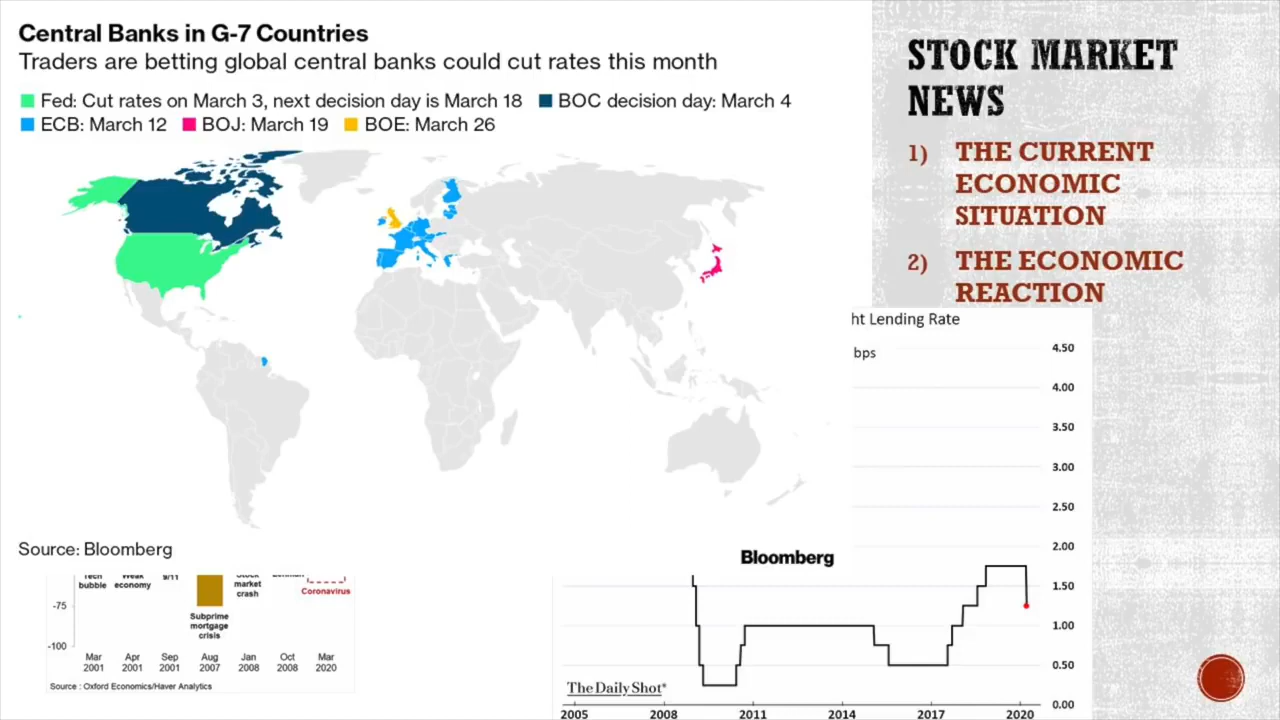 Central Banks in G-7 Countries
Traders are betting global central banks could cut rates this month
Fed: Cut rates on March 3, next decision day is March 18 BOC decision day: March 4
ECB: March 12 BOJ: March 19 BOE: March 26
Source: Bloomberg
Bloomberg
STOCK MARKET
NEWS
1) THE CURRENT
ECONOMIC
SITUATION
2) THE ECONOMIC
REACTION
ht Lending Rate
bps
4.50
4.00
3.50
3.00
2.50
2.00
1.50
1.00
0.50
0.00
The Daily Shot*
2005 2008 2011 2014 2017 2020
Tech
bubble
Weak
economy
9/11
Subprime
mortgage
crisis
Stock
market
crash
Coronavirus
-75
-100
Mar Apr Sep Aug Jan Oct Mar
2001 2001 2001 2007 2008 2008 2020
Source : Oxford Economics/Haver Analytics